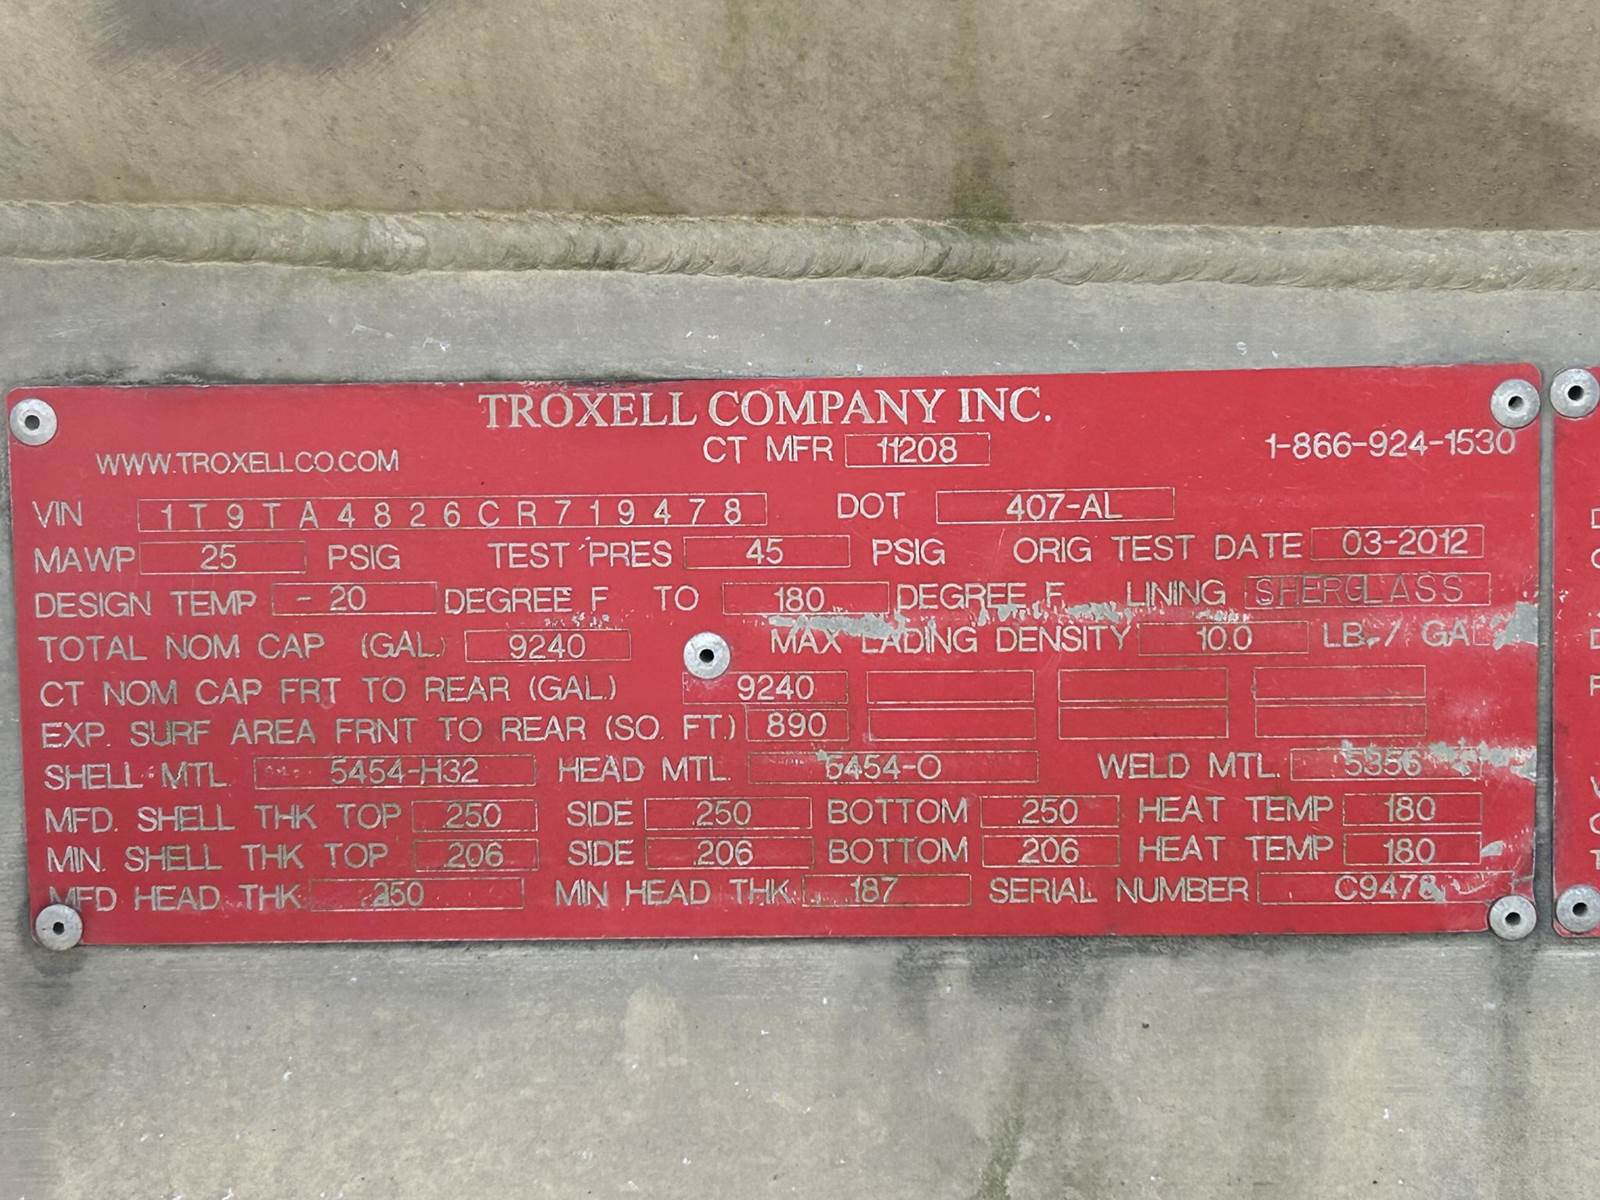 TROXELL COMPANY INC.
WWW.TROXELLCO.COM CT MFR 11208 1-866-924-1530
VIN 1T9TA4826CR719478 DOT 407-AL
MAWP 25 PSIG TEST PRES 45 PSIG ORIG TEST DATE 03-2012
DESIGN TEMP -20 DEGREE F TO 180 DEGREE F LINING SHERGLASS
TOTAL NOM CAP (GAL.) 9240 MAX LADING DENSITY 10.0 LB./ GA
CT NOM CAP FRT TO REAR (GAL.) 9240
EXP. SURF AREA FRNT TO REAR (SO. FT.) 890
SHELL MTL. 5454-H32 HEAD MTL. 5454-O WELD MTL. 5356
MFD. SHELL THK TOP .250 SIDE .250 BOTTOM .250 HEAT TEMP 180
MIN. SHELL THK TOP .206 SIDE .206 BOTTOM .206 HEAT TEMP 180
MFD HEAD THK .250 MIN HEAD THK .187 SERIAL NUMBER C9478